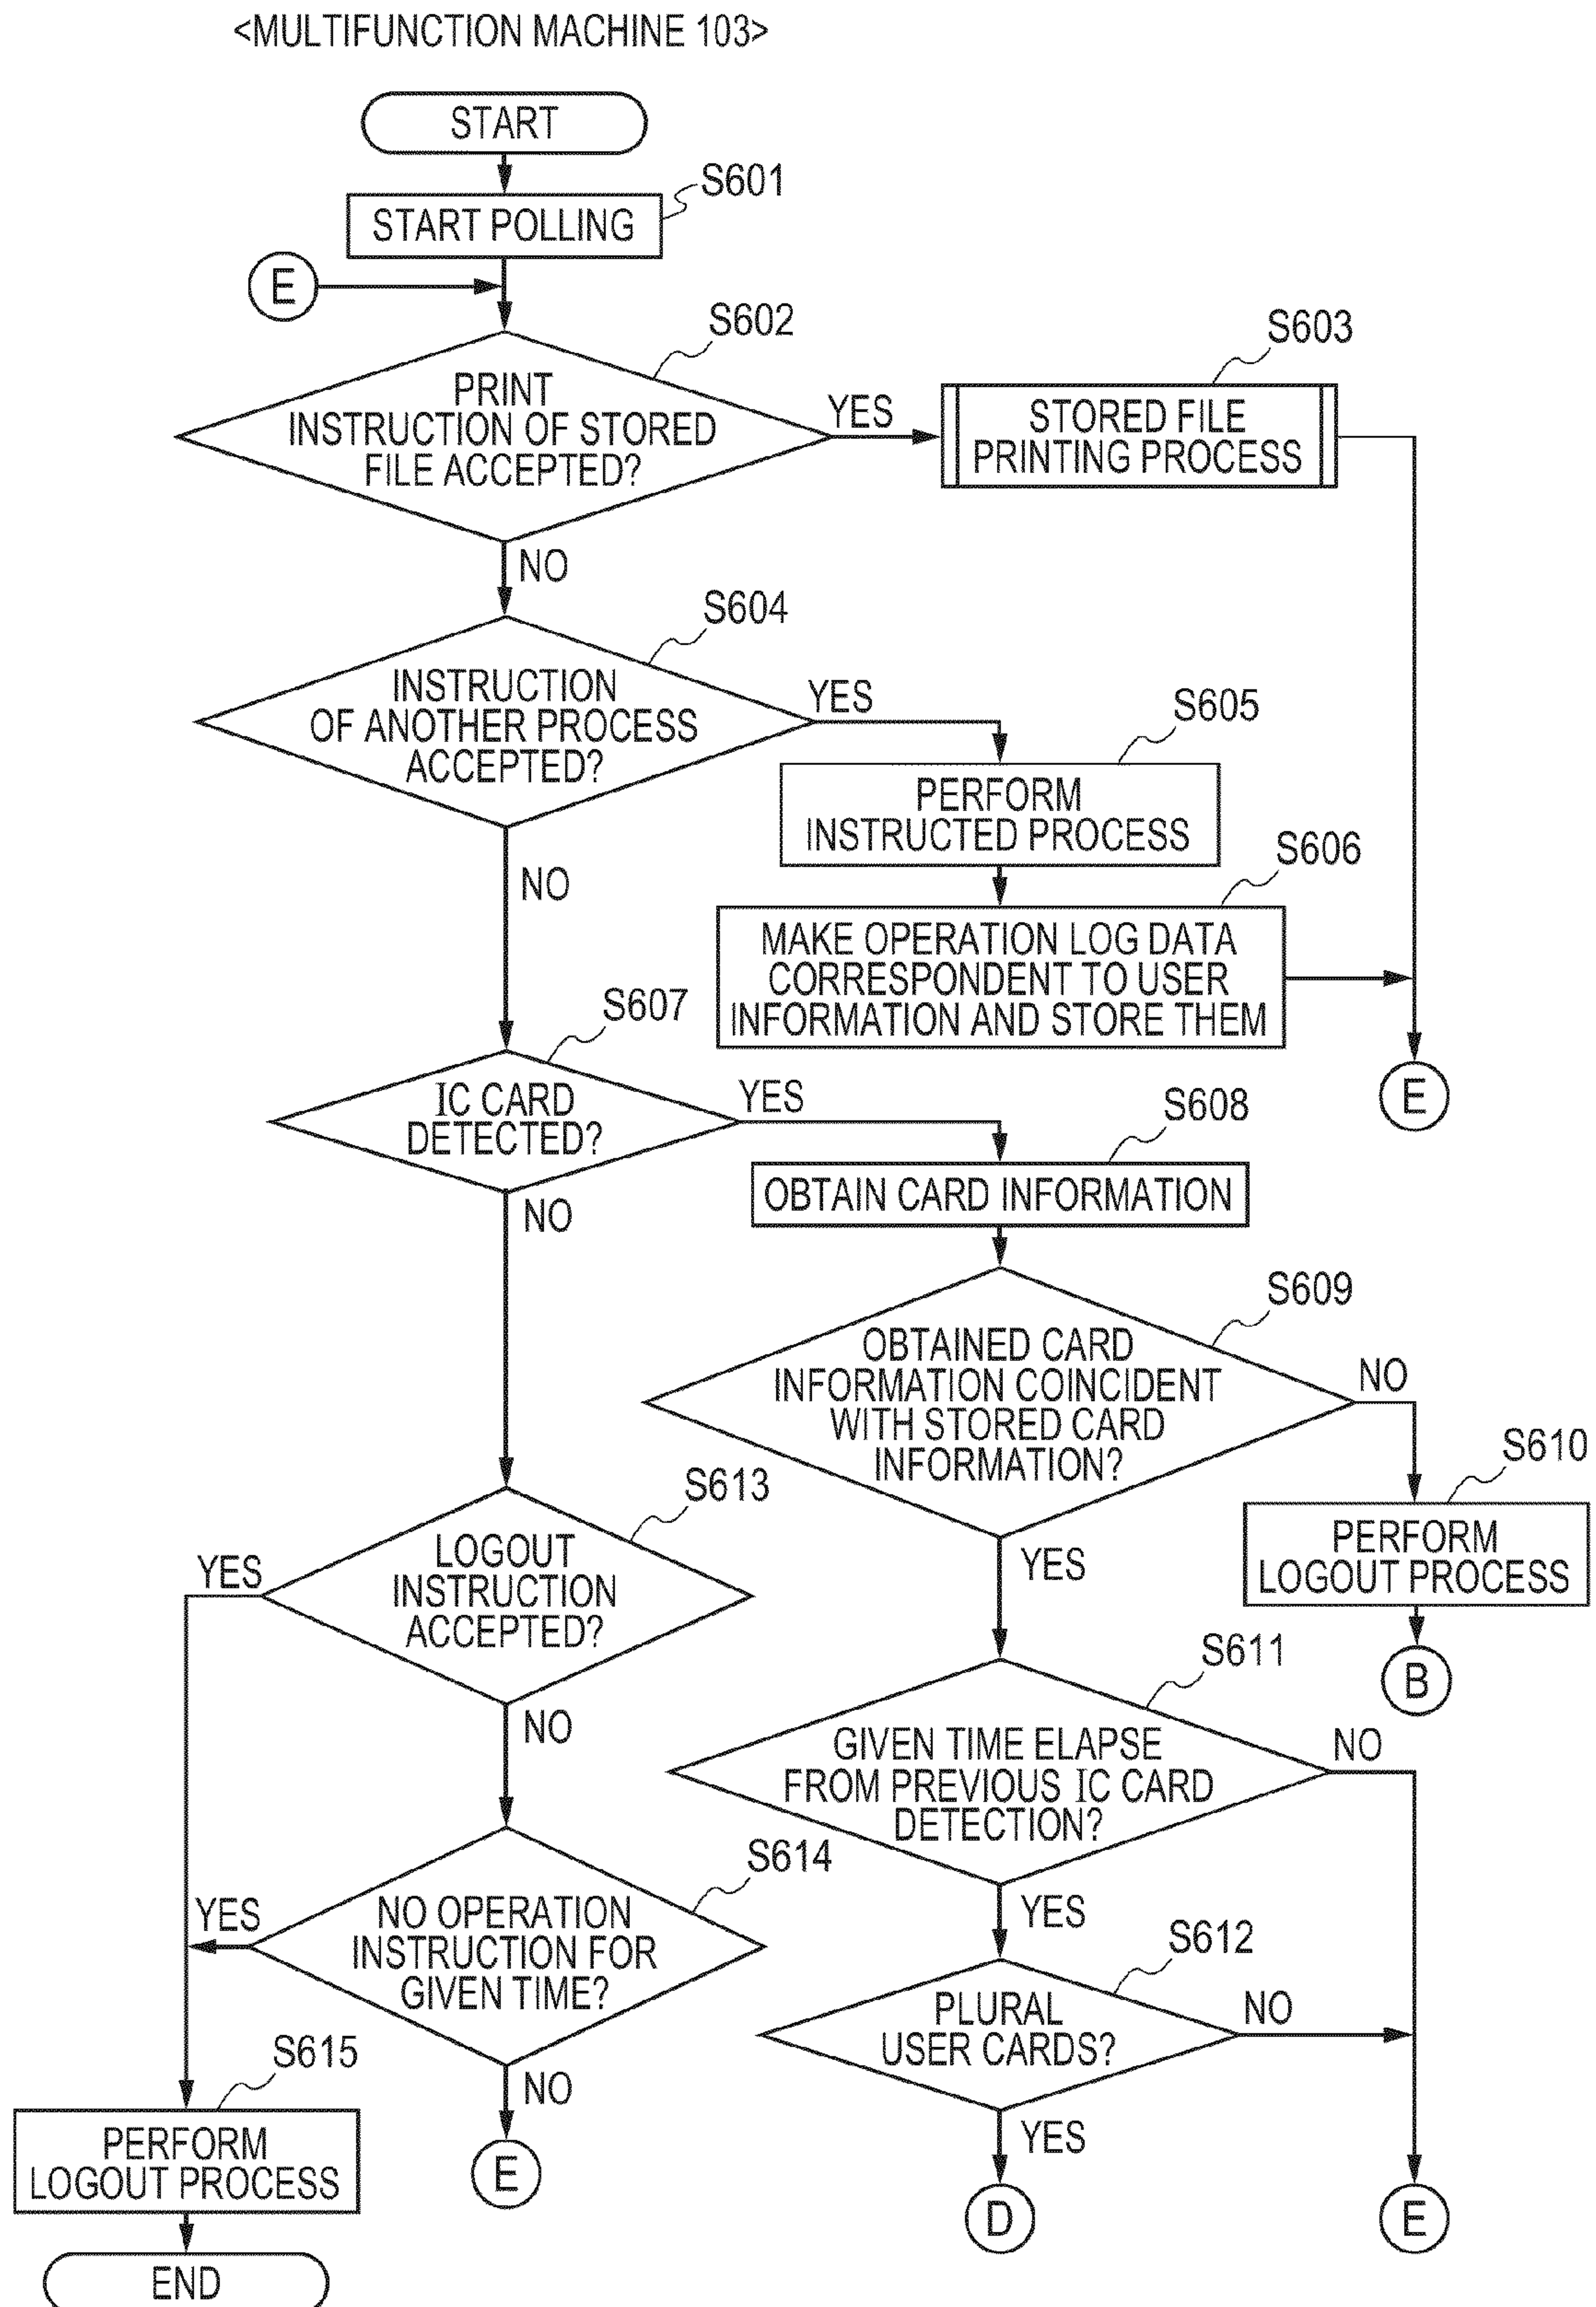 <MULTIFUNCTION MACHINE 103>
START
S601
START POLLING
E
S602
PRINT
INSTRUCTION OF STORED
FILE ACCEPTED?
YES
S603
STORED FILE
PRINTING PROCESS
NO
S604
INSTRUCTION
OF ANOTHER PROCESS
ACCEPTED?
YES
S605
PERFORM
INSTRUCTED PROCESS
NO
S606
MAKE OPERATION LOG DATA
CORRESPONDENT TO USER
INFORMATION AND STORE THEM
E
S607
IC CARD
DETECTED?
YES
S608
OBTAIN CARD INFORMATION
NO
S609
OBTAINED CARD
INFORMATION COINCIDENT
WITH STORED CARD
INFORMATION?
NO
S610
PERFORM
LOGOUT PROCESS
B
YES
S613
LOGOUT
INSTRUCTION
ACCEPTED?
YES
NO
S611
GIVEN TIME ELAPSE
FROM PREVIOUS IC CARD
DETECTION?
NO
YES
S614
NO OPERATION
INSTRUCTION FOR
GIVEN TIME?
YES
NO
E
S612
PLURAL
USER CARDS?
NO
YES
D
E
S615
PERFORM
LOGOUT PROCESS
END